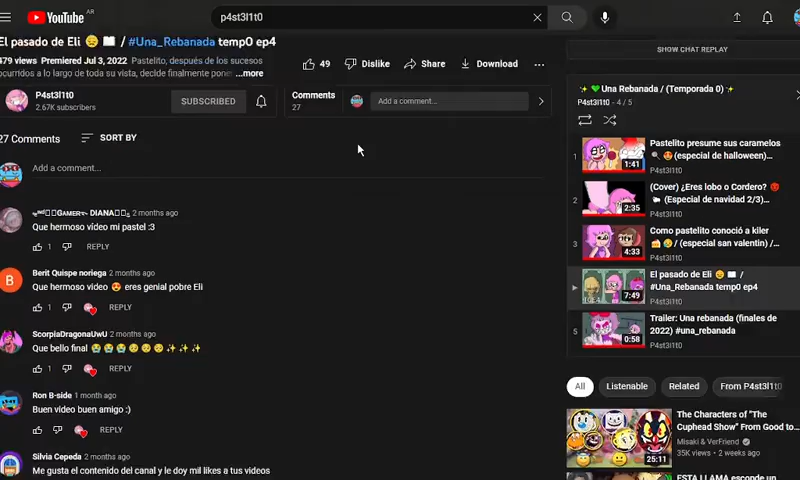 YouTube AR
p4st3l1t0
El pasado de Eli 😔 📖 / #Una_Rebanada temp0 ep4
479 views Premiered Jul 3, 2022 Pastelito, después de los sucesos
ocurridos a lo largo de toda su vista, decide finalmente pone... ...more
49
Dislike
Share
Download
P4st3l1t0
2.67K subscribers
SUBSCRIBED
Comments
27
Add a comment...
27 Comments
SORT BY
Add a comment...
DIANA 2 months ago
Que hermoso vídeo mi pastel :3
1 REPLY
Berit Quispe noriega 2 months ago
Que hermoso video 😍 eres genial pobre Eli
1 REPLY
ScorpiaDragonaUwU 2 months ago
Que bello final 😭😭😭🥺🥺🥺✨✨✨
1 REPLY
Ron B-side 1 month ago
Buen video buen amigo :)
REPLY
Silvia Cepeda 2 months ago
Me gusta el contenido del canal y le doy mil likes a tus videos
SHOW CHAT REPLAY
✨💚Una Rebanada / (Temporada 0)✨
P4st3l1t0 - 4 / 5
1
1:41
Pastelito presume sus caramelos
🍭😍 (especial de halloween)...
P4st3l1t0
2
2:35
(Cover) ¿Eres lobo o Cordero? 😡
🐑 (Especial de navidad 2/3)...
P4st3l1t0
3
4:33
Como pastelito conoció a kiler
🍰🤣 / (especial san valentin) /...
P4st3l1t0
7:49
El pasado de Eli 😔 📖 /
#Una_Rebanada temp0 ep4
P4st3l1t0
5
0:58
Trailer: Una rebanada (finales de
2022) #una_rebanada
P4st3l1t0
All
Listenable
Related
From P4st3l1t0
25:11
The Characters of "The
Cuphead Show" From Good to...
Misaki & VerFriend
35K views • 2 weeks ago
ESTA LLAMA esconde un